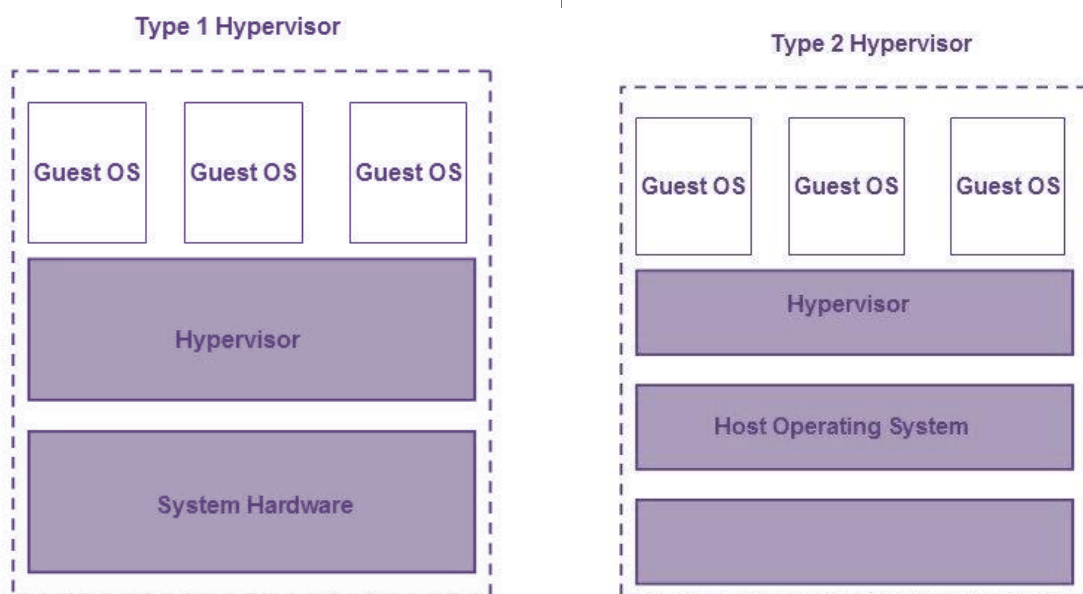 Type 1 Hypervisor
Guest OS Guest OS Guest OS
Hypervisor
System Hardware
Type 2 Hypervisor
Guest OS Guest OS Guest OS
Hypervisor
Host Operating System